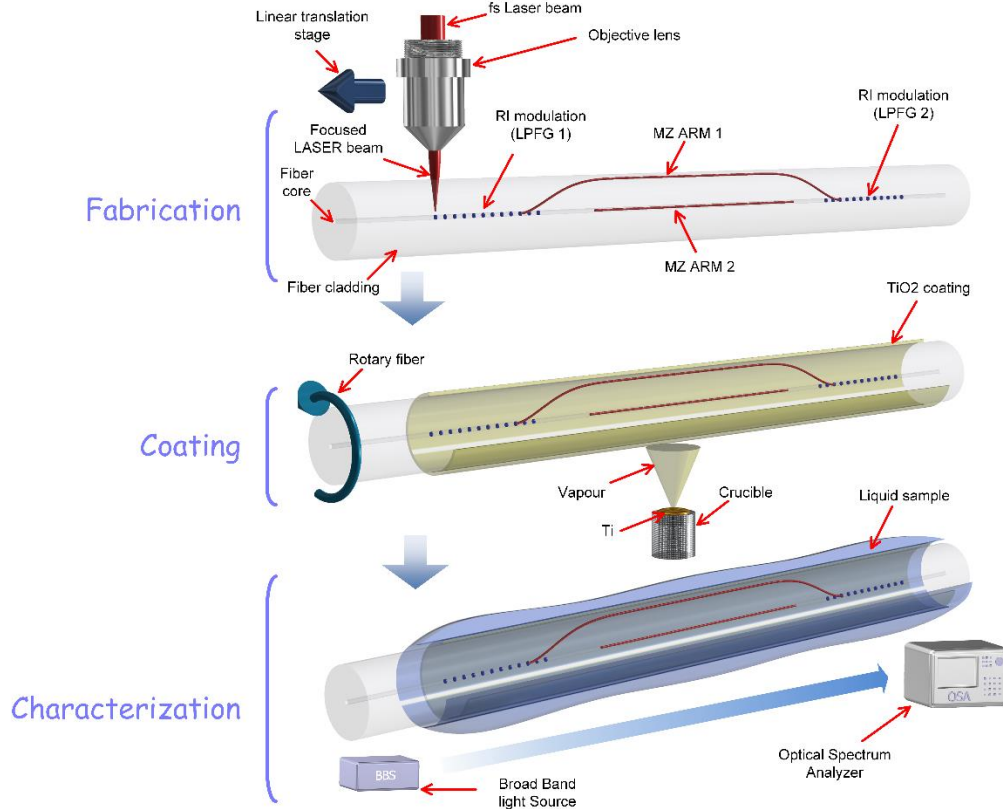 fs Laser beam
Linear translation
stage
Objective lens
RI modulation
(LPFG 1)
RI modulation
(LPFG 2)
MZ ARM 1
Focused
LASER beam
Fiber
core
Fabrication
MZ ARM 2
Fiber cladding
TiO2 coating
Rotary fiber
Coating
Vapour
Crucible
Liquid sample
Ti
Characterization
OSA
BBS
Optical Spectrum
Analyzer
Broad Band
light Source